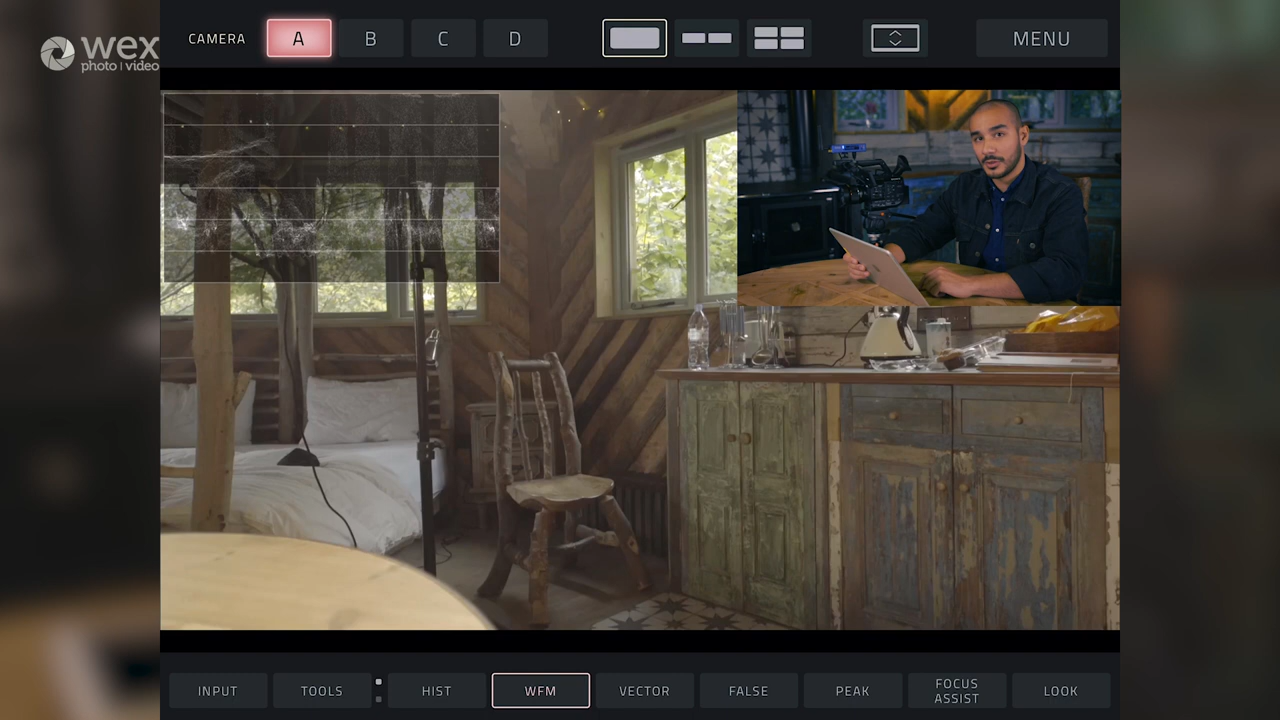 wex
photo | video
CAMERA A B C D MENU
INPUT TOOLS HIST WFM VECTOR FALSE PEAK FOCUS ASSIST LOOK